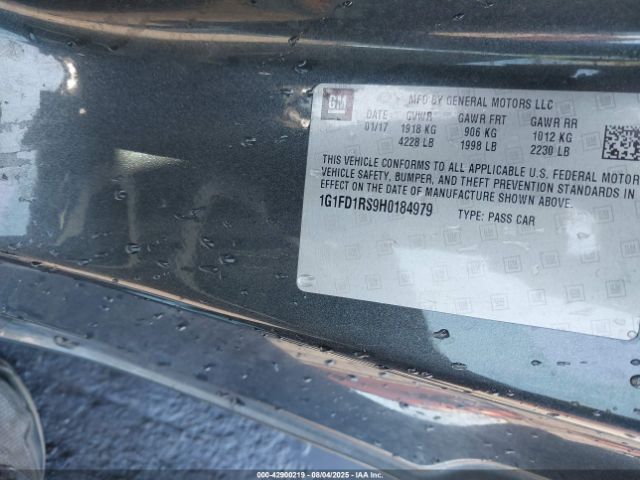 GM MFD BY GENERAL MOTORS LLC
DATE GVWR GAWR FRT GAWR RR
01/17 1918 KG 906 KG 1012 KG
4228 LB 1998 LB 2230 LB
THIS VEHICLE CONFORMS TO ALL APPLICABLE U.S. FEDERAL MOTOR
VEHICLE SAFETY, BUMPER, AND THEFT PREVENTION STANDARDS IN
EFFECT ON THE DATE OF MANUFACTURE SHOWN ABOVE.
1G1FD1RS9H0184979 TYPE: PASS CAR
000-42900219 - 08/04/2025 - IAAI.COM